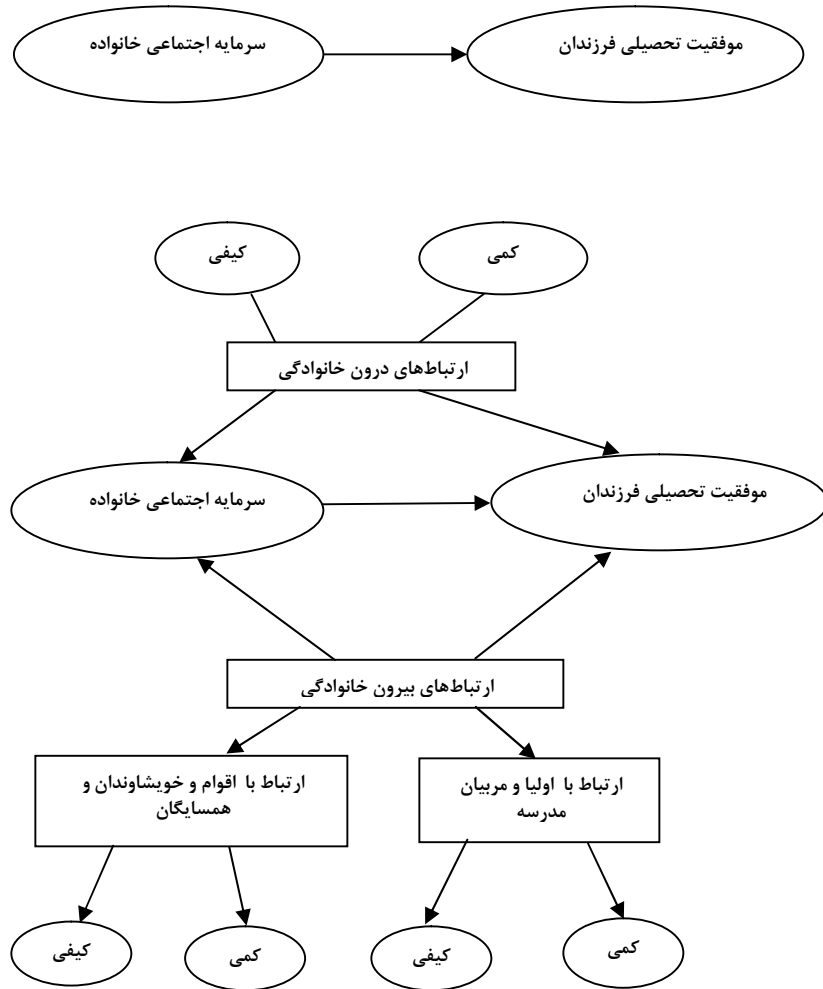 سرمایه اجتماعی خانواده
موفقیت تحصیلی فرزندان
کمی
کیفی
ارتباط‌های درون خانوادگی
موفقیت تحصیلی فرزندان
سرمایه اجتماعی خانواده
ارتباط‌های بیرون خانوادگی
ارتباط با اولیا و مربیان
مدرسه
ارتباط با اقوام و خویشاوندان و
همسایگان
کمی
کیفی
کمی
کیفی